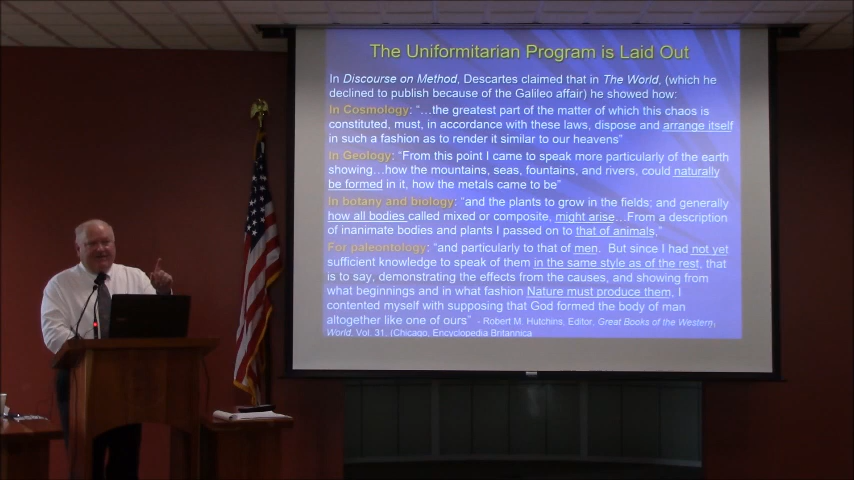 The Uniformitarian Program is Laid Out
In Discourse on Method, Descartes claimed that in The World, (which he
declined to publish because of the Galileo affair) he showed how:
In Cosmology: “…the greatest part of the matter of which this chaos is
constituted, must, in accordance with these laws, dispose and arrange itself
in such a fashion as to render it similar to our heavens”
In Geology: “From this point I came to speak more particularly of the earth
showing…how the mountains, seas, fountains, and rivers, could naturally
be formed in it, how the metals came to be”
In botany and biology: “and the plants to grow in the fields; and generally
how all bodies called mixed or composite, might arise…From a description
of inanimate bodies and plants I passed on to that of animals,”
For paleontology: “and particularly to that of men. But since I had not yet
sufficient knowledge to speak of them in the same style as of the rest, that
is to say, demonstrating the effects from the causes, and showing from
what beginnings and in what fashion Nature must produce them, I
contented myself with supposing that God formed the body of man
altogether like one of ours” - Robert M. Hutchins, Editor, Great Books of the Western,
World. Vol. 31, (Chicago, Encyclopedia Britannica